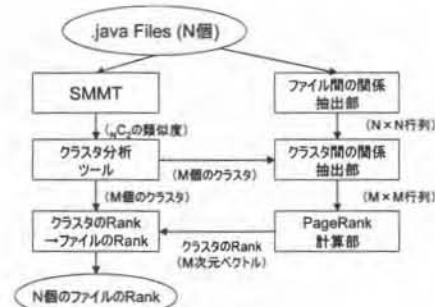 .java Files (N個)
SMMT
ファイル間の関係
抽出部
(NC2の類似度)
(N×N行列)
クラスタ分析
ツール
クラスタ間の関係
抽出部
(M個のクラスタ)
(M個のクラスタ)
(M×M行列)
クラスタのRank
→ファイルのRank
PageRank
計算部
クラスタのRank
(M次元ベクトル)
N個のファイルのRank